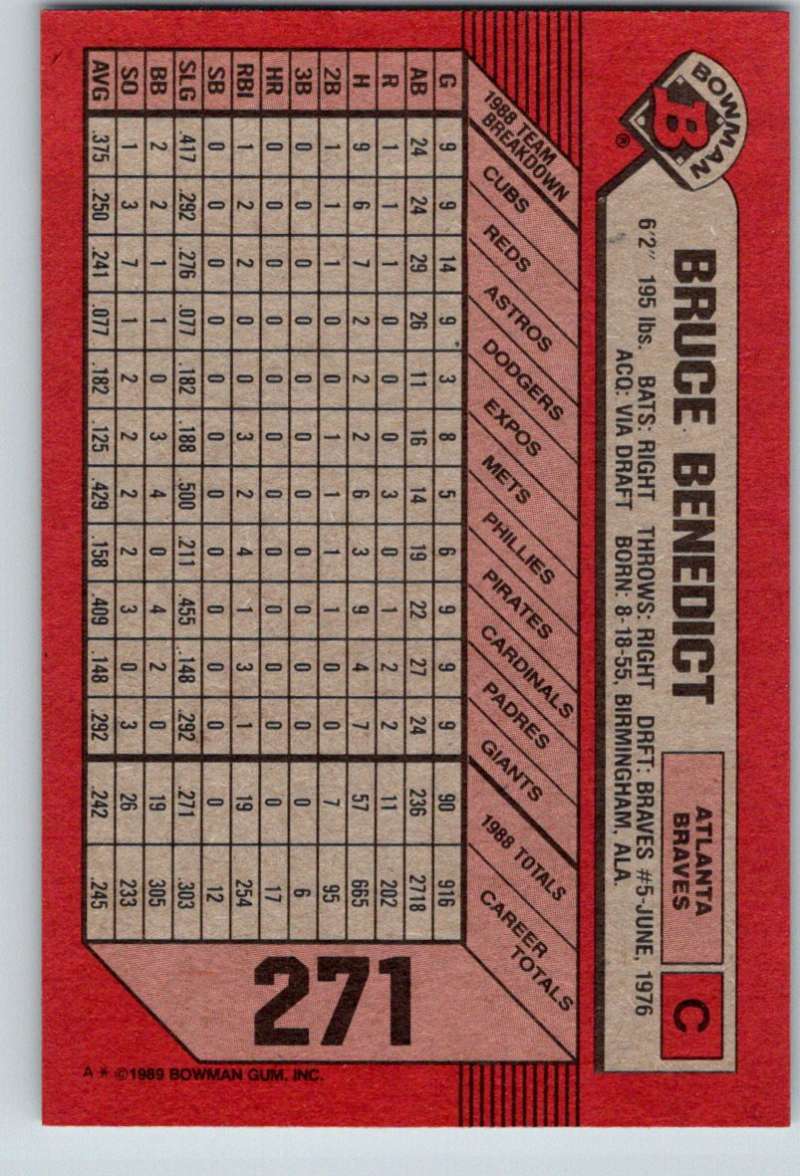 BOWMAN
B
®
BRUCE BENEDICT
ATLANTA
BRAVES
C
6'2" 195 lbs. BATS: RIGHT THROWS: RIGHT DRFT: BRAVES #5-JUNE, 1976
ACQ: VIA DRAFT BORN: 8-18-55, BIRMINGHAM, ALA.
1988 TEAM
BREAKDOWN
CUBS
REDS
ASTROS
DODGERS
EXPOS
METS
PHILLIES
PIRATES
CARDINALS
PADRES
GIANTS
1988 TOTALS
CAREER
TOTALS
G 9 9 14 9 3 8 5 6 9 9 9 90 916
AB 24 24 29 26 11 16 14 19 22 27 24 236 2718
R 1 1 1 0 0 0 3 0 1 2 2 11 202
H 9 6 7 2 2 2 6 3 9 4 7 57 665
2B 1 1 1 0 0 1 1 1 1 0 0 7 95
3B 0 0 0 0 0 0 0 0 0 0 0 0 6
HR 0 0 0 0 0 0 0 0 0 0 0 0 17
RBI 1 2 2 0 0 3 2 4 1 3 1 19 254
SB 0 0 0 0 0 0 0 0 0 0 0 0 12
SLG .417 .292 .276 .077 .182 .188 .500 .211 .455 .148 .292 .271 .303
BB 2 2 1 1 0 3 4 0 4 2 0 19 305
SO 1 3 7 1 2 2 2 2 3 0 3 26 233
AVG .375 .250 .241 .077 .182 .125 .429 .158 .409 .148 .292 .242 .245
271
A * ©1989 BOWMAN GUM, INC.